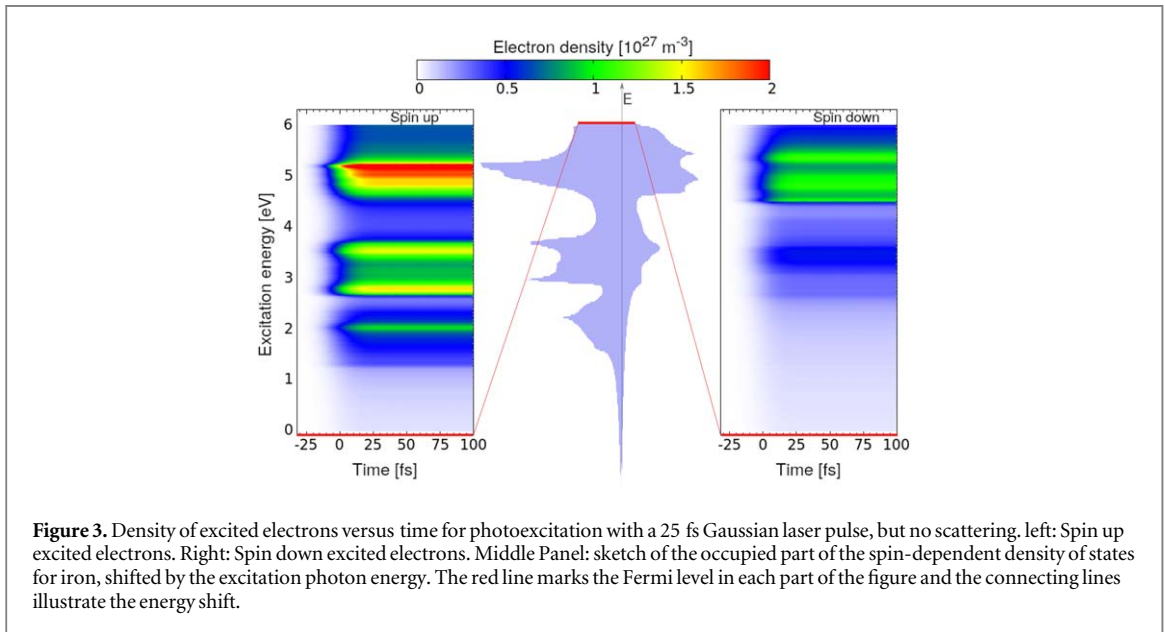 Electron density [10²⁷ m⁻³]
0 0.5 1 1.5 2
E
Spin up
Spin down
Excitation energy [eV]
6
5
4
3
2
1
0
-25 0 25 50 75 100
-25 0 25 50 75 100
Time [fs]
Time [fs]
Figure 3. Density of excited electrons versus time for photoexcitation with a 25 fs Gaussian laser pulse, but no scattering. left: Spin up
excited electrons. Right: Spin down excited electrons. Middle Panel: sketch of the occupied part of the spin-dependent density of states
for iron, shifted by the excitation photon energy. The red line marks the Fermi level in each part of the figure and the connecting lines
illustrate the energy shift.